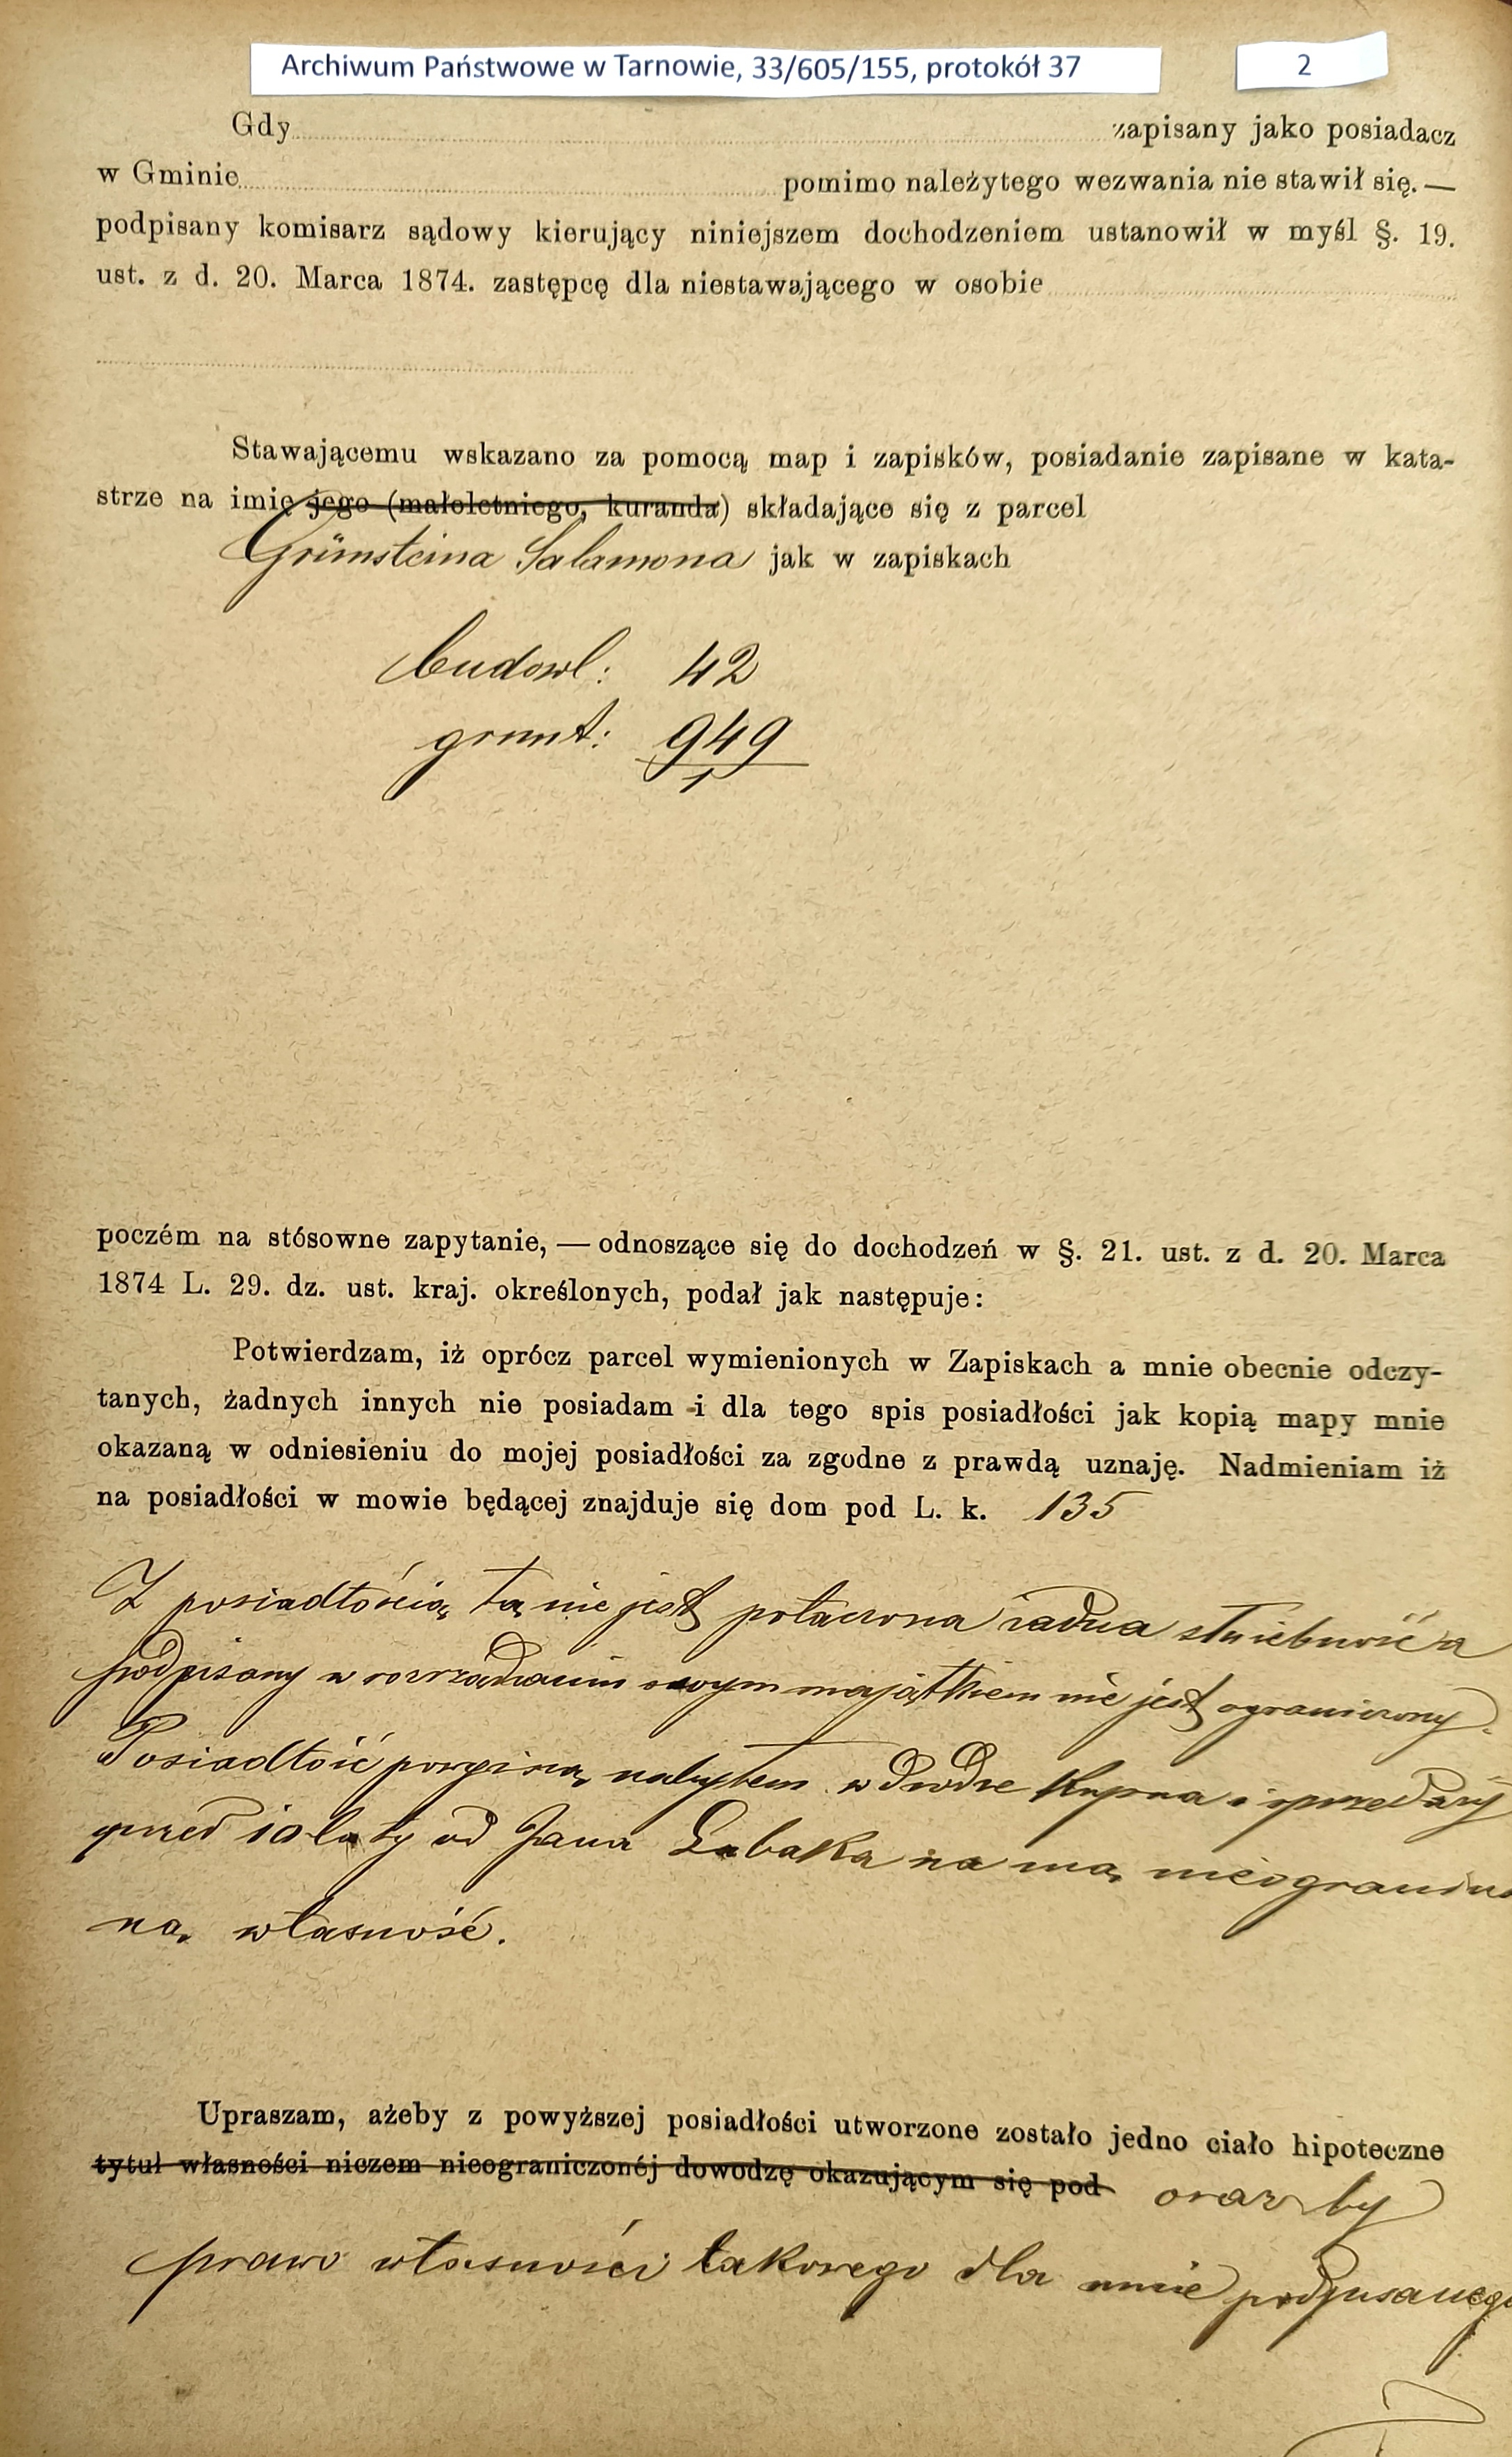 Archiwum Państwowe w Tarnowie, 33/605/155, protokół 37
2
Gdy zapisany jako posiadacz
w Gminie pomimo należytego wezwania nie stawił się. —
podpisany komisarz sądowy kierujący niniejszem dochodzeniem ustanowił w myśl §. 19.
ust. z d. 20. Marca 1874. zastępcę dla niestawającego w osobie
Stawającemu wskazano za pomocą map i zapisków, posiadanie zapisane w kata-
strze na imię jego (małoletniego, kuranda) składające się z parcel
Grünsteina Salamona jak w zapiskach
budowl: 42
grunt: 949
1
poczém na stósowne zapytanie, — odnoszące się do dochodzeń w §. 21. ust. z d. 20. Marca
1874 L. 29. dz. ust. kraj. określonych, podał jak następuje:
Potwierdzam, iż oprócz parcel wymienionych w Zapiskach a mnie obecnie odczy-
tanych, żadnych innych nie posiadam i dla tego spis posiadłości jak kopią mapy mnie
okazaną w odniesieniu do mojej posiadłości za zgodne z prawdą uznaję. Nadmieniam iż
na posiadłości w mowie będącej znajduje się dom pod L. k. 135
Z posiadłością tą nie jest połączona żadna służebność a
podpisany w rozrządzaniu swym majątkiem nie jest ograniczony.
Posiadłość powyższą nabyłem w drodze kupna i sprzedaży
przed 10 laty od Jana Łabaka na mą nieograniczo
ną własność.
Upraszam, ażeby z powyższej posiadłości utworzone zostało jedno ciało hipoteczne
tytuł własności niczem nieograniczonéj dowodzę okazującym się pod oraz by
prawo własności takowego dla mnie podpisanego